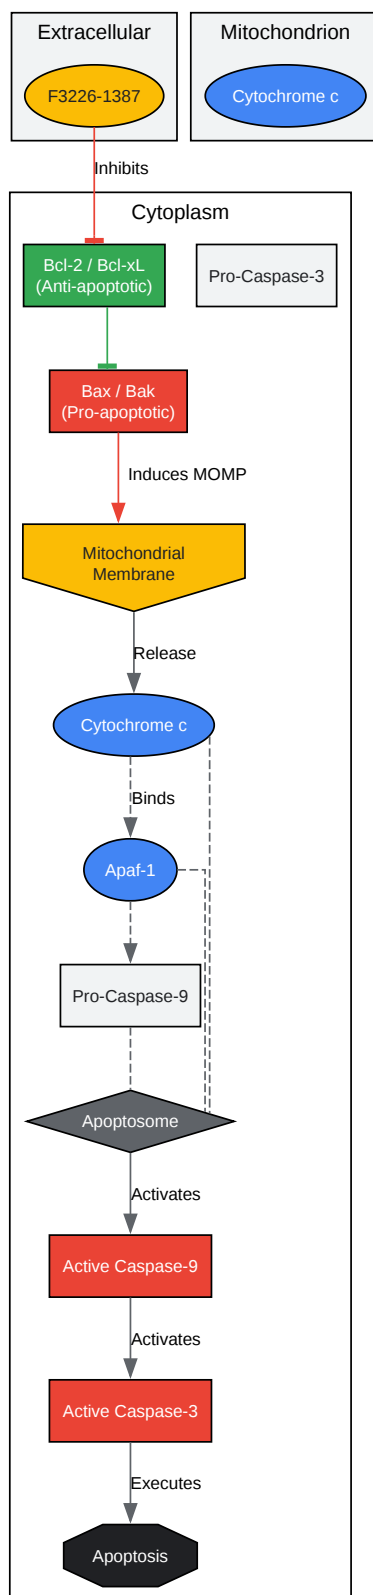 Extracellular
Mitochondrion
F3226-1387
Cytochrome c
Inhibits
Cytoplasm
Bcl-2 / Bcl-xL
(Anti-apoptotic)
Pro-Caspase-3
Bax / Bak
(Pro-apoptotic)
Induces MOMP
Mitochondrial
Membrane
Release
Cytochrome c
Binds
Apaf-1
Pro-Caspase-9
Apoptosome
Activates
Active Caspase-9
Activates
Active Caspase-3
Executes
Apoptosis